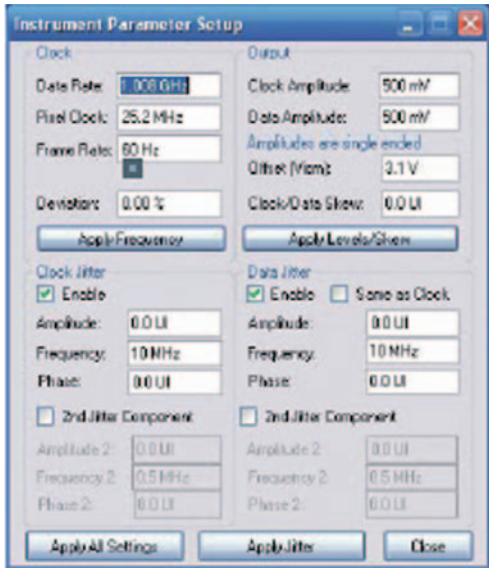 Instrument Parameter Setup
Clock
Data Rate: 1.008 GHz
Pixel Clock: 25.2 MHz
Frame Rate: 60 Hz
Deviation: 0.00 %
Apply Frequency
Output
Clock Amplitude: 500 mV
Data Amplitude: 500 mV
Amplitudes are single ended
Offset (Vicm): 3.1 V
Clock/Data Skew: 0.0 UI
Apply Levels/Skew
Clock Jitter
Enable
Amplitude: 0.0 UI
Frequency: 10 MHz
Phase: 0.0 UI
2nd Jitter Component
Amplitude 2: 0.0 UI
Frequency 2: 0.5 MHz
Phase 2: 0.0 UI
Data Jitter
Enable Same as Clock
Amplitude: 0.0 UI
Frequency: 10 MHz
Phase: 0.0 UI
2nd Jitter Component
Amplitude 2: 0.0 UI
Frequency 2: 0.5 MHz
Phase 2: 0.0 UI
Apply All Settings
Apply Jitter
Close